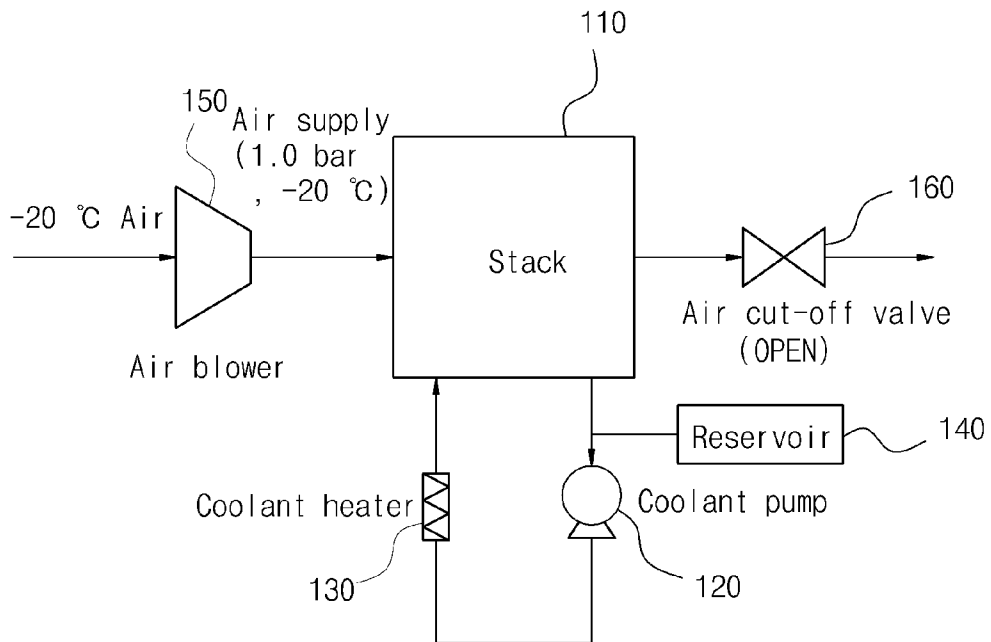 110
150
Air supply
(1.0 bar
, -20 ℃)
-20 ℃ Air
160
Stack
Air cut-off valve
(OPEN)
Air blower
Reservoir
140
Coolant heater
Coolant pump
130
120